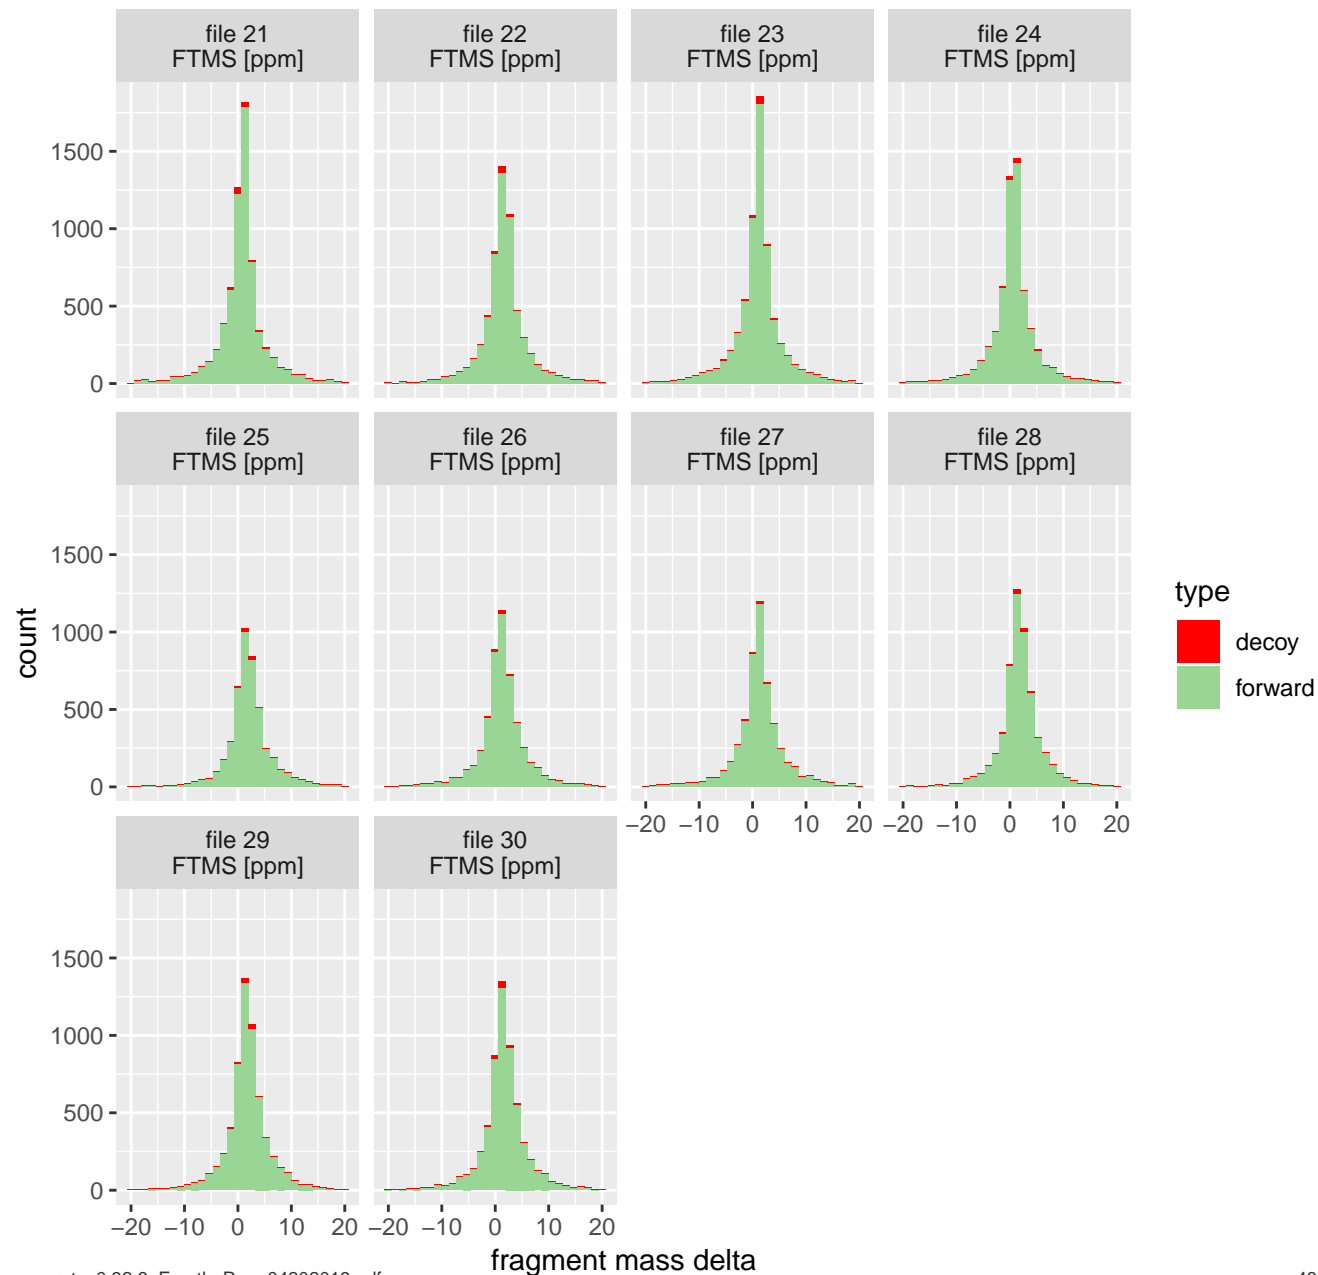 file 21
FTMS [ppm]
file 22
FTMS [ppm]
file 23
FTMS [ppm]
file 24
FTMS [ppm]
1500
1000
500
0
file 25
FTMS [ppm]
file 26
FTMS [ppm]
file 27
FTMS [ppm]
file 28
FTMS [ppm]
1500
1000
500
0
−20 −10 0 10 20
−20 −10 0 10 20
file 29
FTMS [ppm]
file 30
FTMS [ppm]
1500
1000
500
0
−20 −10 0 10 20
−20 −10 0 10 20
count
fragment mass delta
type
decoy
forward